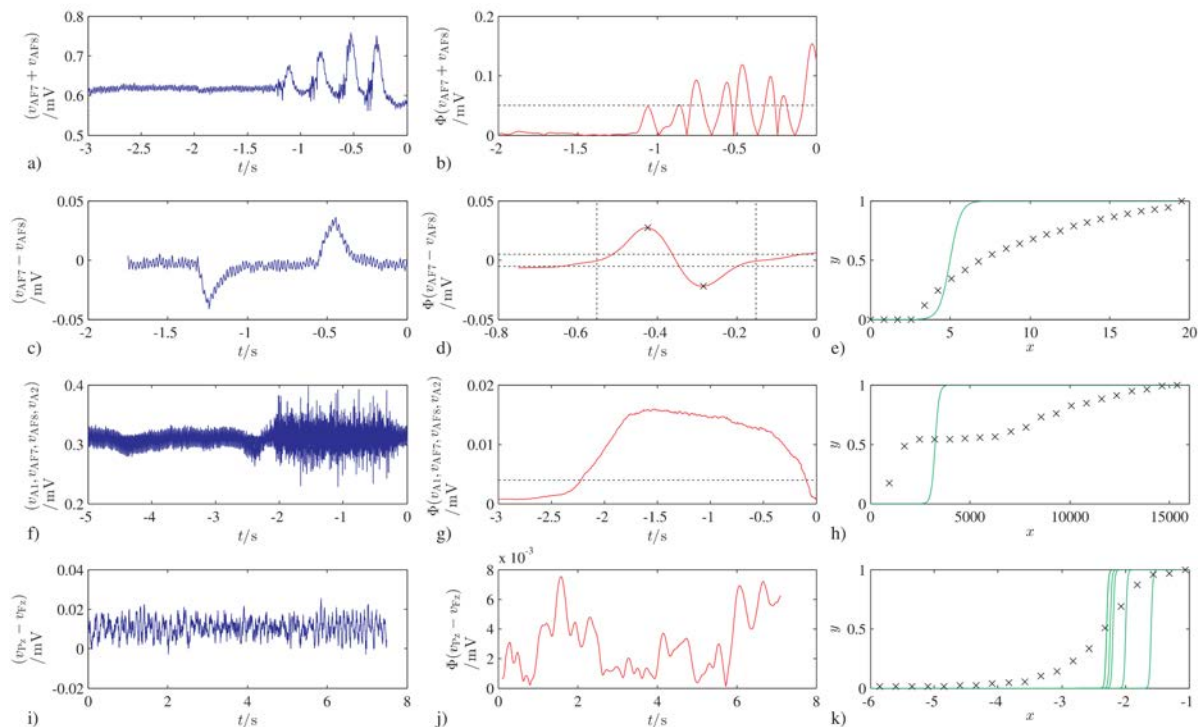 0.8
0.7
0.6
0.5
(v_AF7 + v_AF8)
/mV
-3 -2.5 -2 -1.5 -1 -0.5 0
t/s
a)
0.2
0.1
0
Φ(v_AF7 + v_AF8)
/mV
-2 -1.5 -1 -0.5 0
t/s
b)
0.05
0
-0.05
(v_AF7 − v_AF8)
/mV
-2 -1.5 -1 -0.5 0
t/s
c)
0.05
0
-0.05
Φ(v_AF7 − v_AF8)
/mV
-0.8 -0.6 -0.4 -0.2 0
t/s
d)
1
0.5
0
y
0 5 10 15 20
x
e)
0.4
0.3
0.2
(v_A1, v_AF7, v_AF8, v_A2)
/mV
-5 -4 -3 -2 -1 0
t/s
f)
0.02
0.01
0
Φ(v_A1, v_AF7, v_AF8, v_A2)
/mV
-3 -2.5 -2 -1.5 -1 -0.5 0
t/s
g)
1
0.5
0
y
0 5000 10000 15000
x
h)
0.04
0.02
0
-0.02
(v_Pz − v_Fz)
/mV
0 2 4 6 8
t/s
i)
x 10⁻³
8
6
4
2
0
Φ(v_Pz − v_Fz)
/mV
0 2 4 6 8
t/s
j)
1
0.5
0
y
-6 -5 -4 -3 -2 -1
x
k)